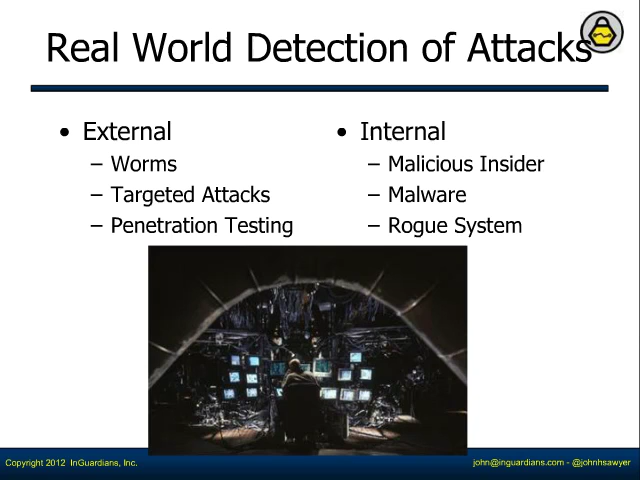 Real World Detection of Attacks
• External
– Worms
– Targeted Attacks
– Penetration Testing
• Internal
– Malicious Insider
– Malware
– Rogue System
Copyright 2012 InGuardians, Inc.
john@inguardians.com - @johnhsawyer